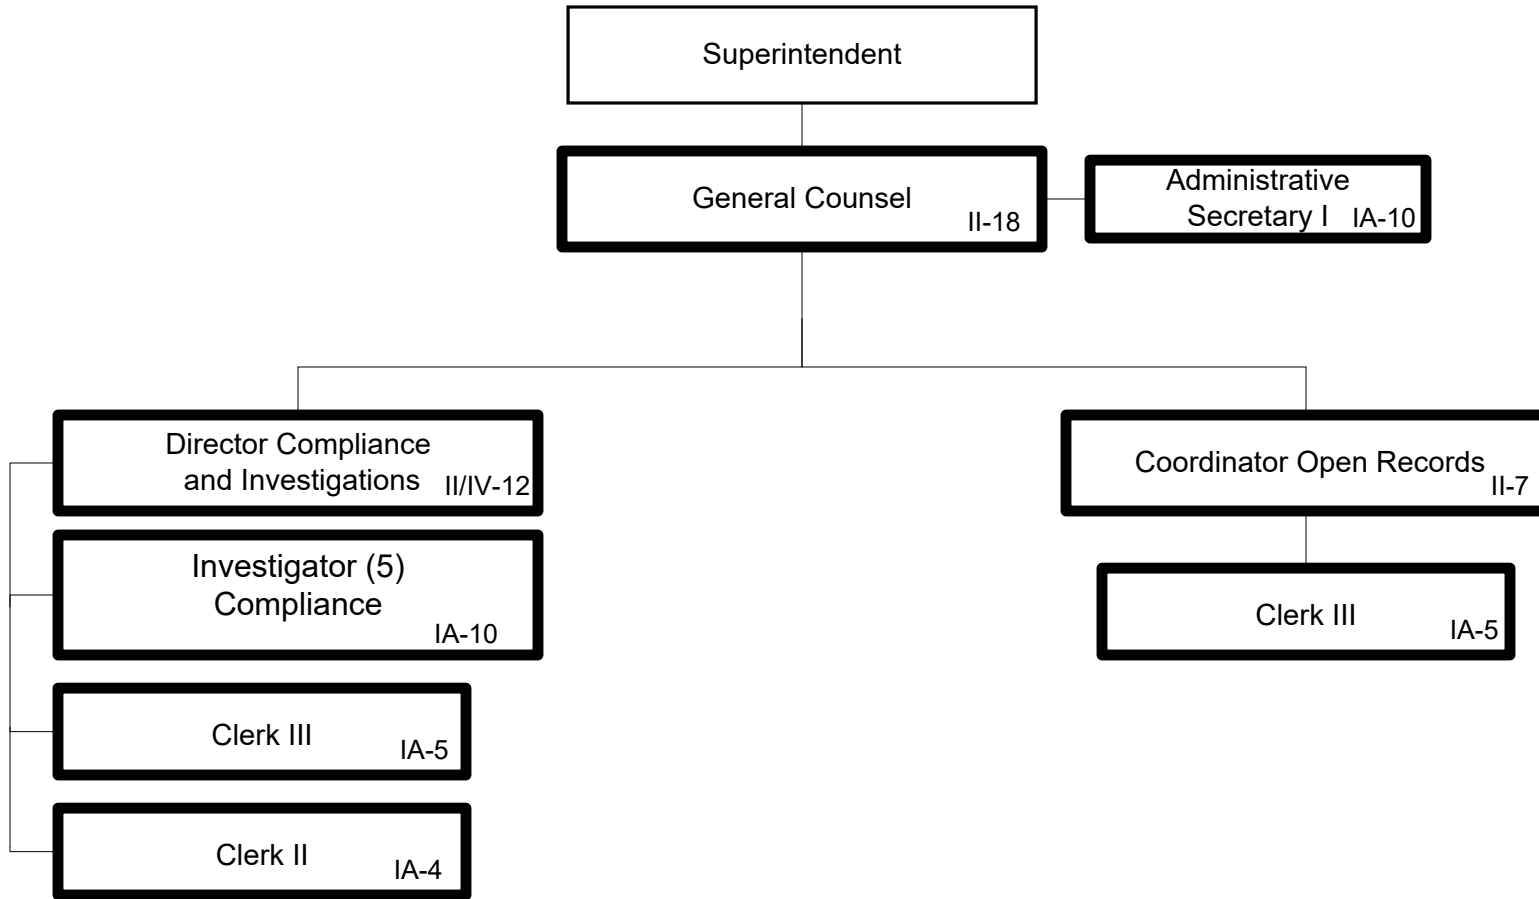 Superintendent
General Counsel
II-18
Administrative
Secretary I IA-10
Director Compliance
and Investigations II/IV-12
Coordinator Open Records
II-7
Investigator (5)
Compliance
IA-10
Clerk III
IA-5
Clerk III
IA-5
Clerk II
IA-4